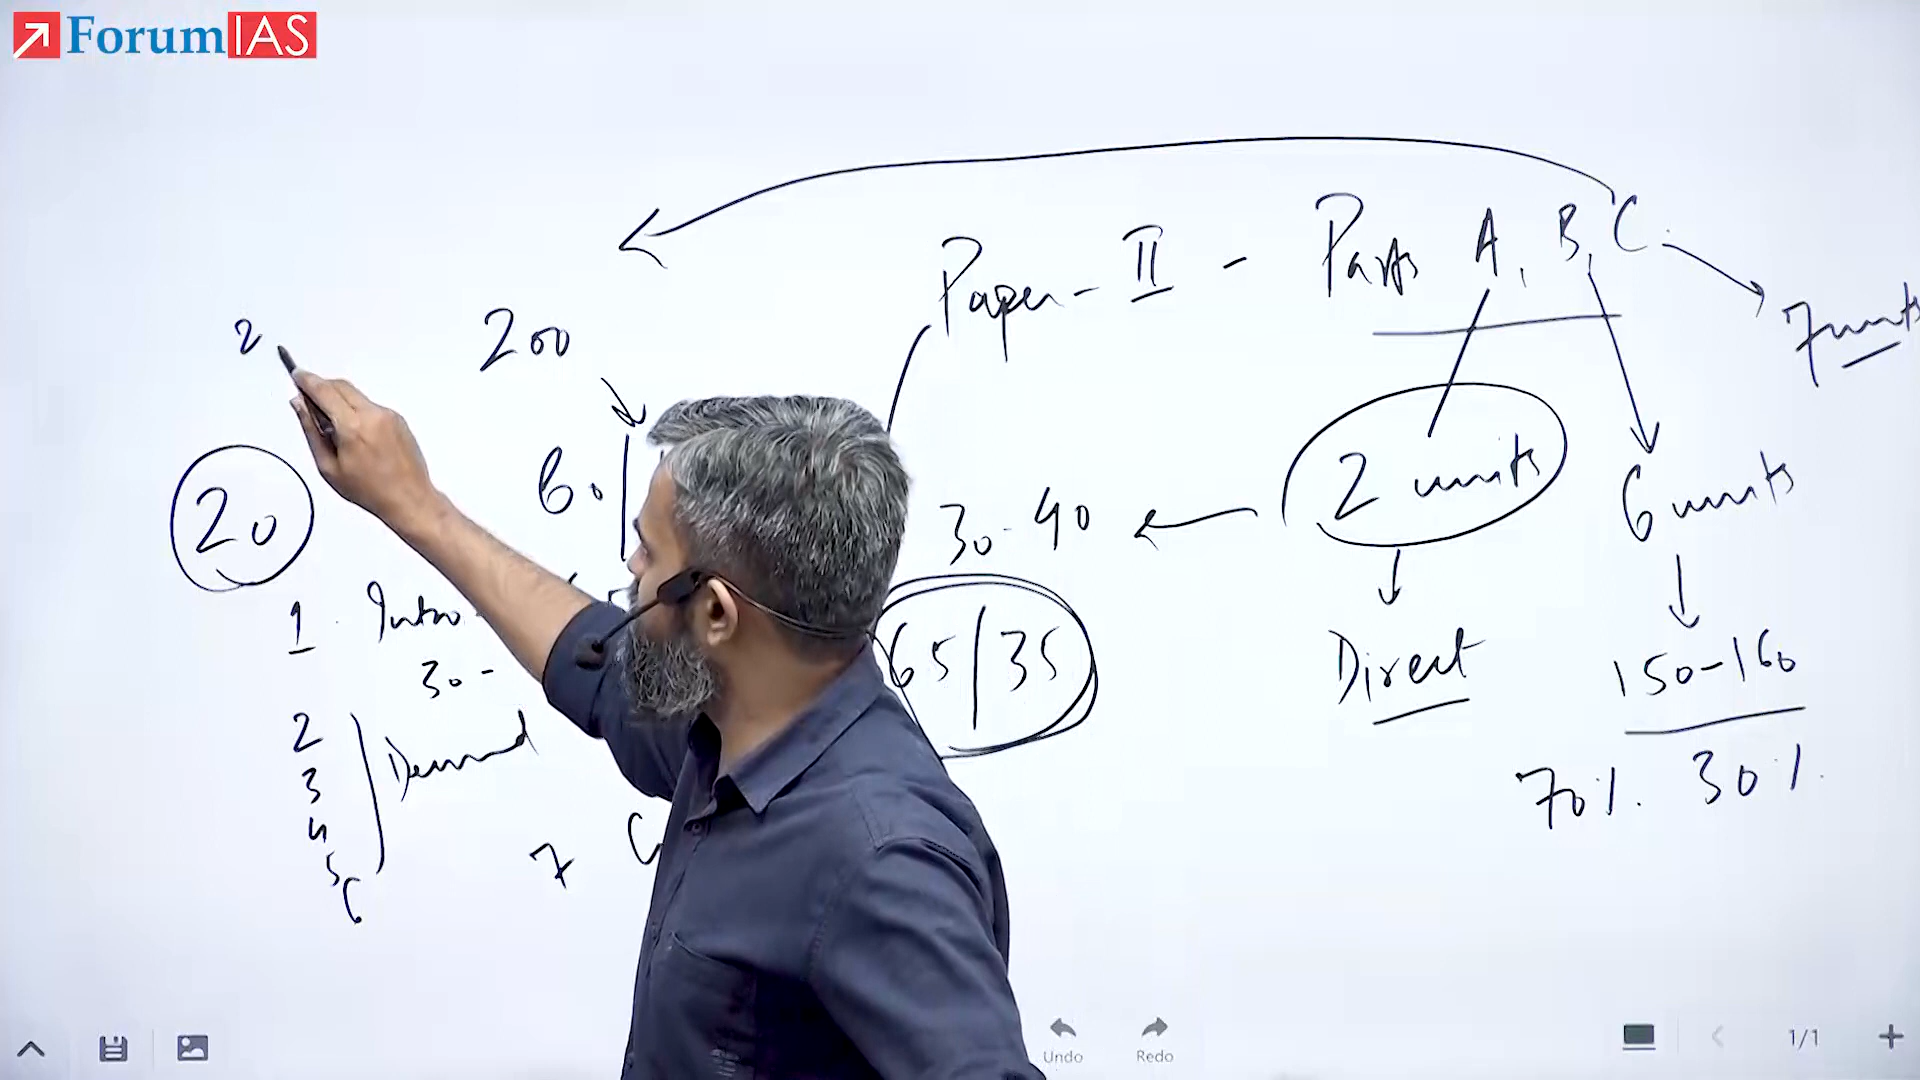 ForumIAS
Paper - II - Parts A, B, C.
7 units
2
200
20
60
30-40
2 units
6 units
1. Intro
30-
65/35
Direct
150-160
2
3
4
5
6
Demand
70%. 30%.
7
Undo
Redo
1/1